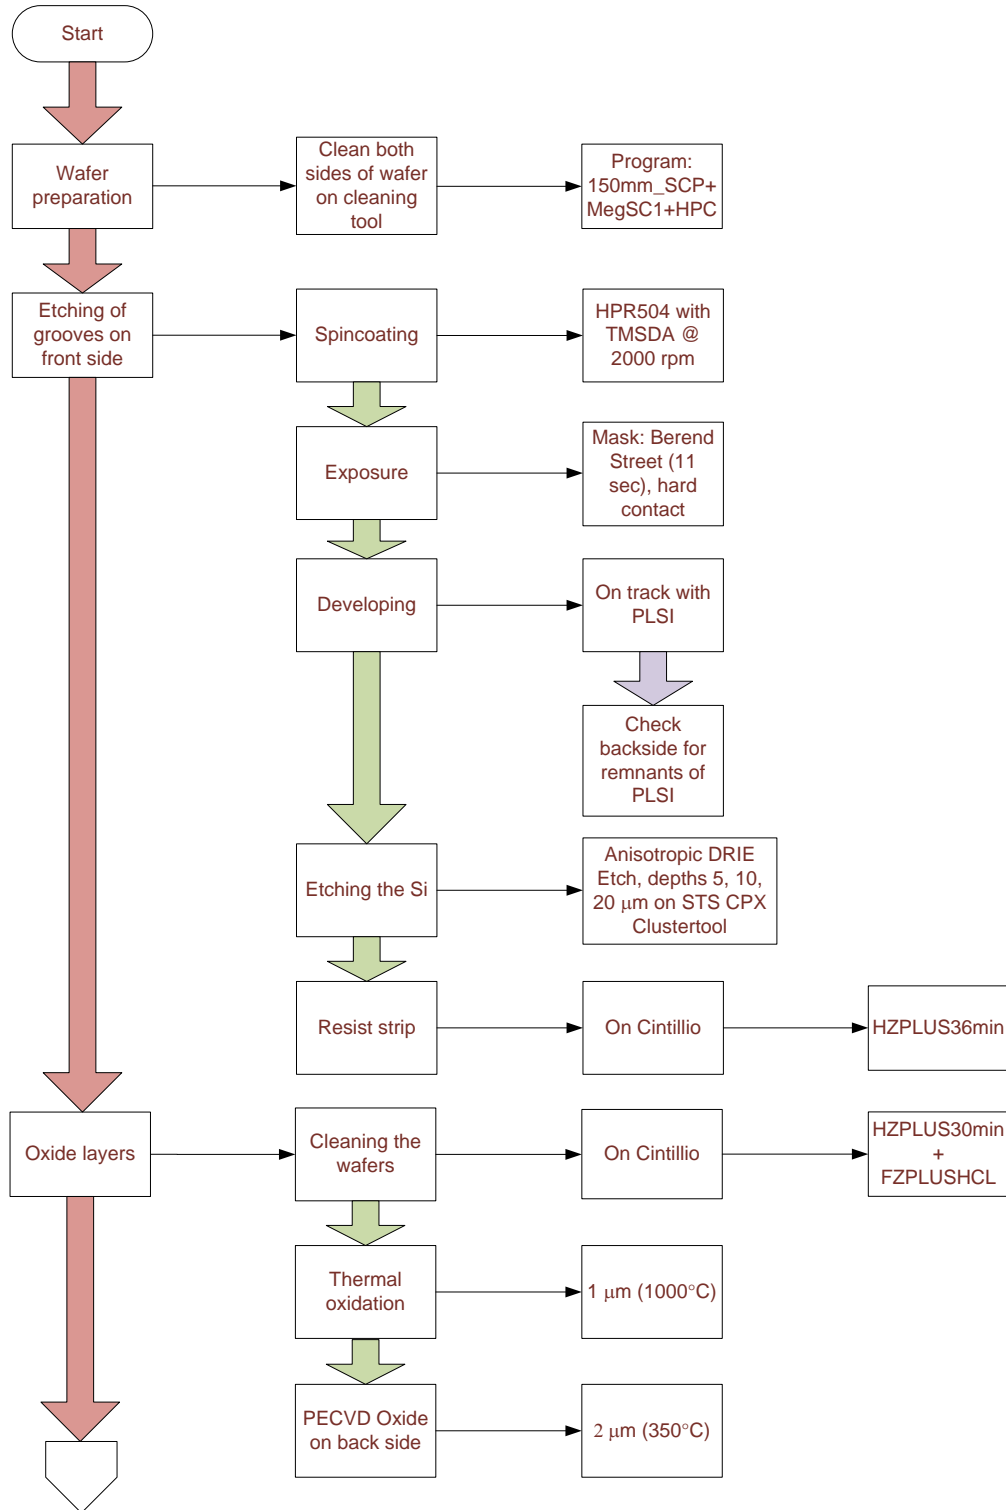 Start
Wafer
preparation
Clean both
sides of wafer
on cleaning
tool
Program:
150mm_SCP+
MegSC1+HPC
Etching of
grooves on
front side
Spincoating
HPR504 with
TMSDA @
2000 rpm
Exposure
Mask: Berend
Street (11
sec), hard
contact
Developing
On track with
PLSI
Check
backside for
remnants of
PLSI
Etching the Si
Anisotropic DRIE
Etch, depths 5, 10,
20 μm on STS CPX
Clustertool
Resist strip
On Cintillio
HZPLUS36min
Oxide layers
Cleaning the
wafers
On Cintillio
HZPLUS30min
+
FZPLUSHCL
Thermal
oxidation
1 μm (1000°C)
PECVD Oxide
on back side
2 μm (350°C)